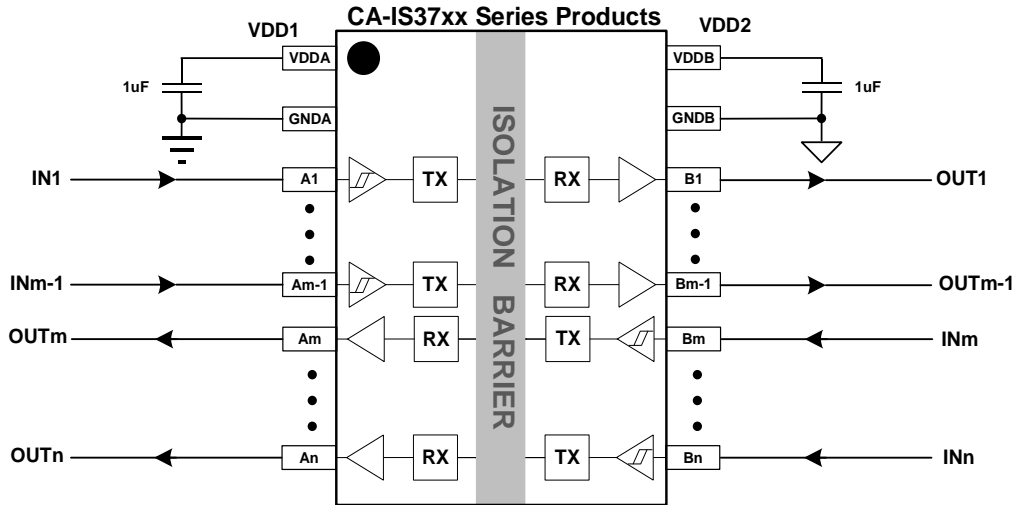 CA-IS37xx Series Products
VDD1
VDD2
VDDA
VDDB
1uF
1uF
GNDA
GNDB
ISOLATION BARRIER
IN1
A1
TX
RX
B1
OUT1
INm-1
Am-1
TX
RX
Bm-1
OUTm-1
OUTm
Am
RX
TX
Bm
INm
OUTn
An
RX
TX
Bn
INn